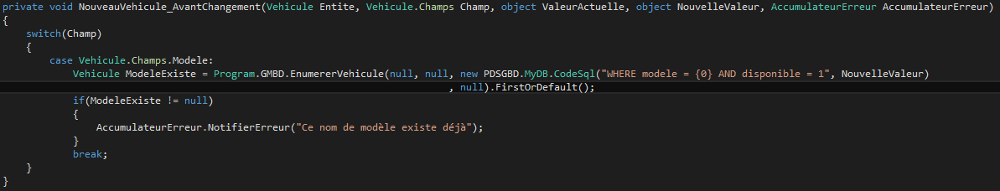 private void NouveauVehicule_AvantChangement(Vehicule Entite, Vehicule.Champs Champ, object ValeurActuelle, object NouvelleValeur, AccumulateurErreur AccumulateurErreur)
{
    switch(Champ)
    {
        case Vehicule.Champs.Modele:
            Vehicule ModeleExiste = Program.GMBD.EnumererVehicule(null, null, new PDSGBD.MyDB.CodeSql("WHERE modele = {0} AND disponible = 1", NouvelleValeur)
                                                                            , null).FirstOrDefault();
            if(ModeleExiste != null)
            {
                AccumulateurErreur.NotifierErreur("Ce nom de modèle existe déjà");
            }
            break;
    }
}